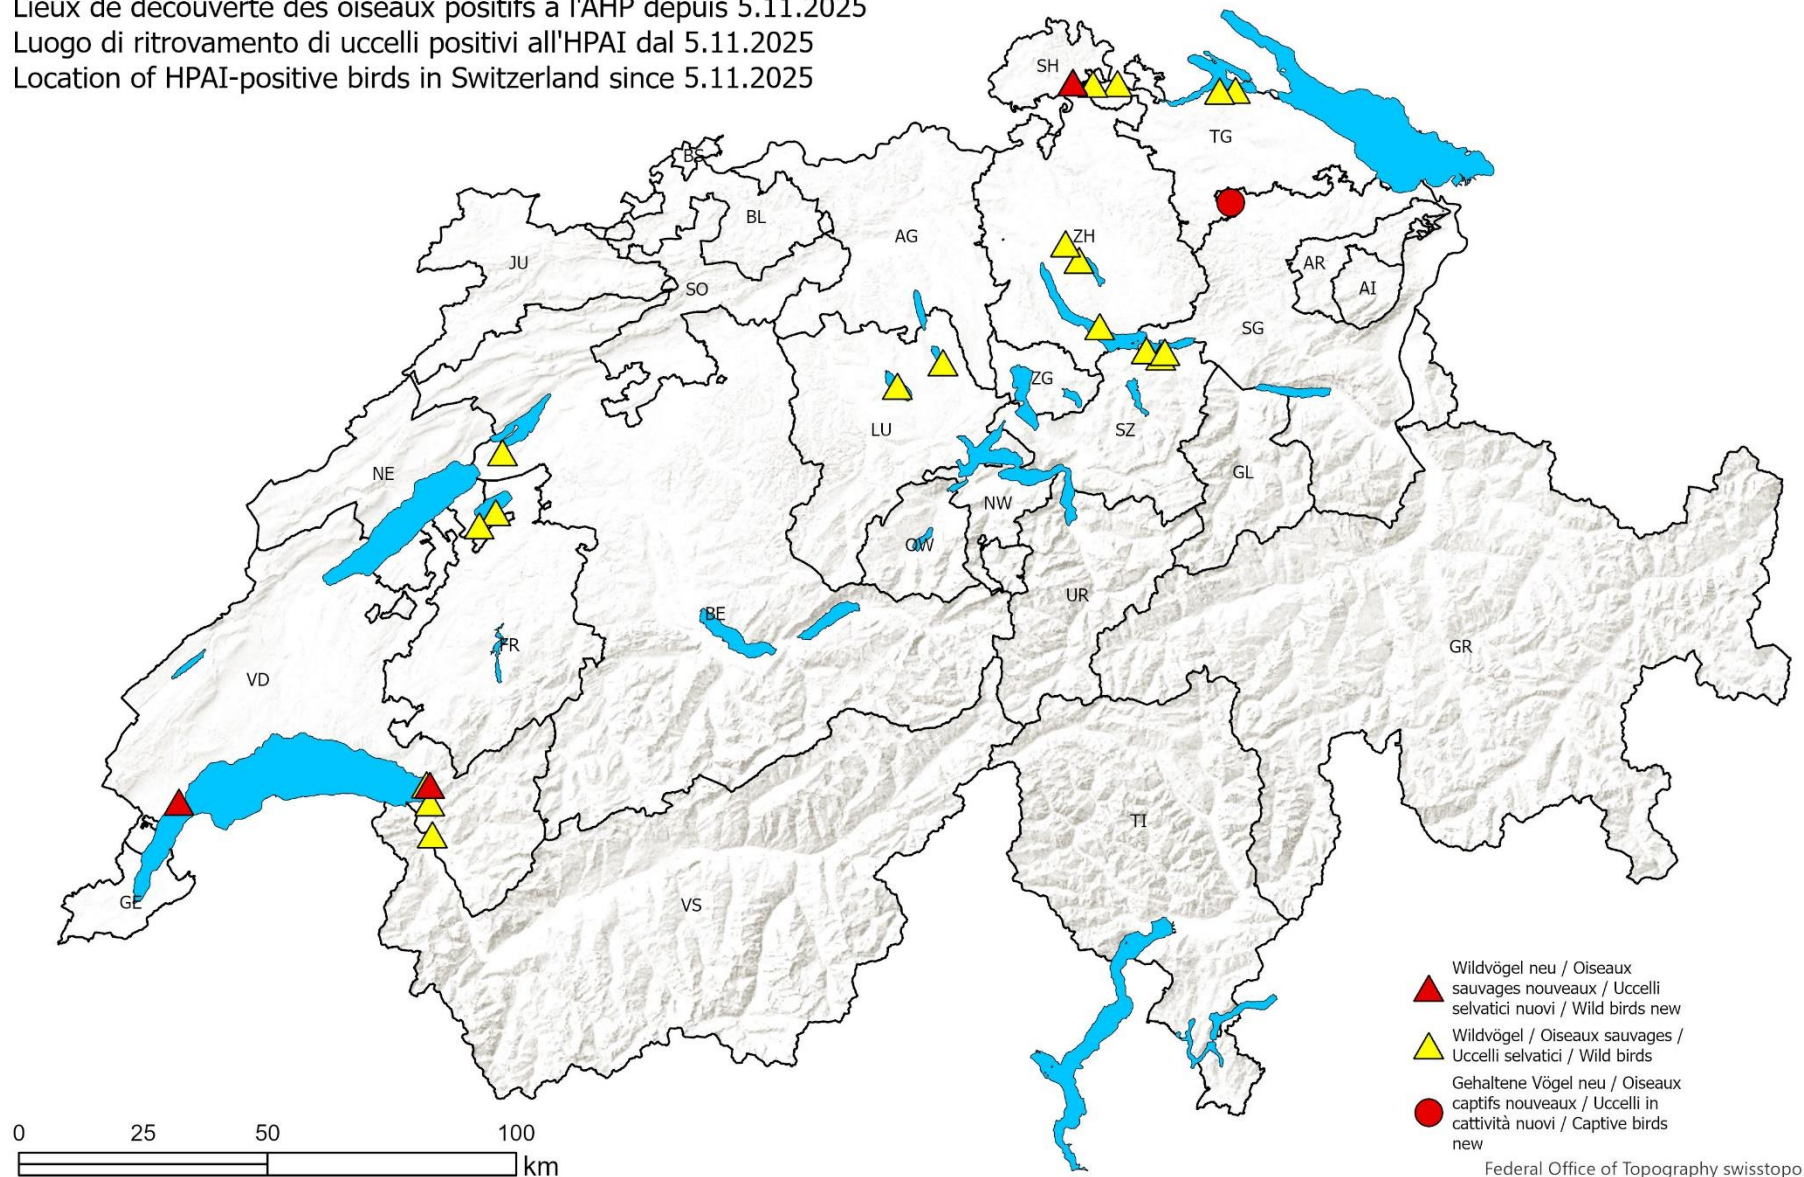 Lieux de découverte des oiseaux positifs à l'AHP depuis 5.11.2025
Luogo di ritrovamento di uccelli positivi all'HPAI dal 5.11.2025
Location of HPAI-positive birds in Switzerland since 5.11.2025
SH
TG
BS
BL
AG
ZH
JU
SO
AR
AI
SG
ZG
LU
SZ
NE
GL
NW
OW
UR
BE
FR
GR
VD
TI
GE
VS
Wildvögel neu / Oiseaux
sauvages nouveaux / Uccelli
selvatici nuovi / Wild birds new
Wildvögel / Oiseaux sauvages /
Uccelli selvatici / Wild birds
Gehaltene Vögel neu / Oiseaux
captifs nouveaux / Uccelli in
cattività nuovi / Captive birds
new
0 25 50 100
km
Federal Office of Topography swisstopo